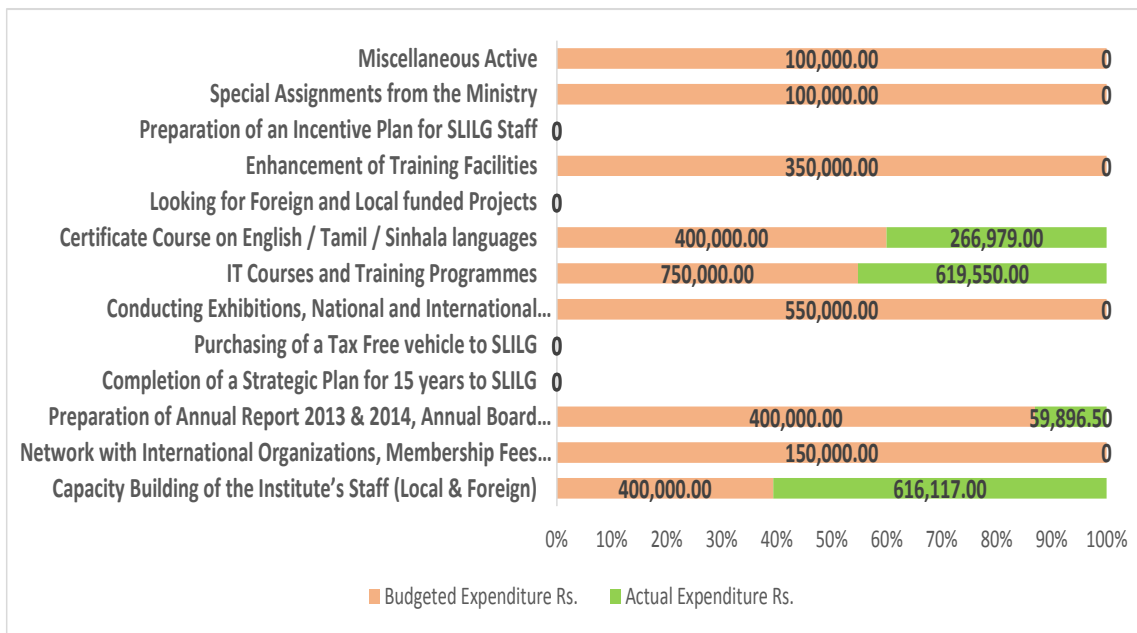 Miscellaneous Active 100,000.00 0
Special Assignments from the Ministry 100,000.00 0
Preparation of an Incentive Plan for SLILG Staff 0
Enhancement of Training Facilities 350,000.00 0
Looking for Foreign and Local funded Projects 0
Certificate Course on English / Tamil / Sinhala languages 400,000.00 266,979.00
IT Courses and Training Programmes 750,000.00 619,550.00
Conducting Exhibitions, National and International... 550,000.00 0
Purchasing of a Tax Free vehicle to SLILG 0
Completion of a Strategic Plan for 15 years to SLILG 0
Preparation of Annual Report 2013 & 2014, Annual Board... 400,000.00 59,896.50
Network with International Organizations, Membership Fees... 150,000.00 0
Capacity Building of the Institute’s Staff (Local & Foreign) 400,000.00 616,117.00
0% 10% 20% 30% 40% 50% 60% 70% 80% 90% 100%
Budgeted Expenditure Rs. Actual Expenditure Rs.